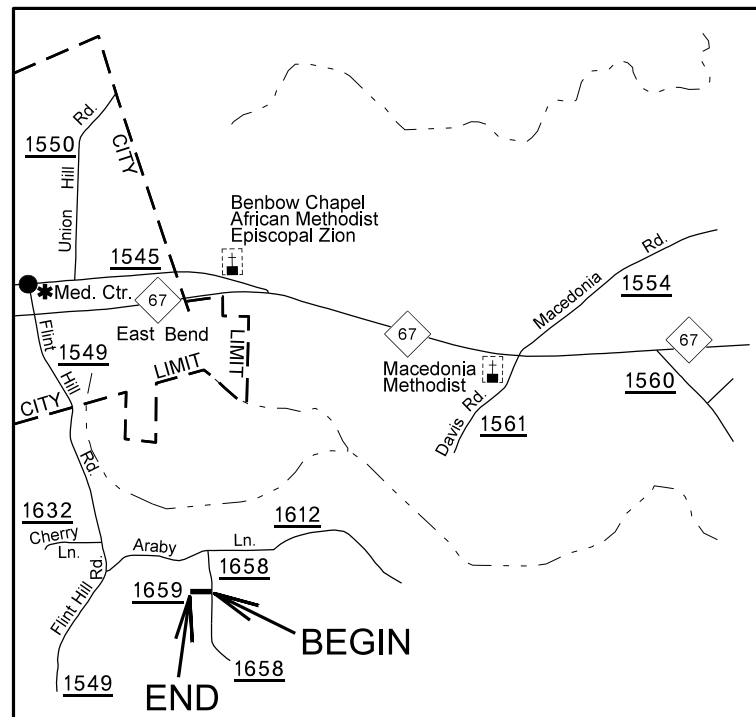 Rd.
1550
Hill
Union
CITY
Benbow Chapel
African Methodist
Episcopal Zion
1545
Med. Ctr.
67
East Bend
Flint
1549
Hill
LIMIT
LIMIT
CITY
Rd.
Rd.
Macedonia
1554
67
67
Macedonia
Methodist
1560
Davis Rd.
1561
1632
Cherry
Ln.
Araby
Ln.
1612
1658
Flint Hill
Rd.
1659
BEGIN
1658
1549
END